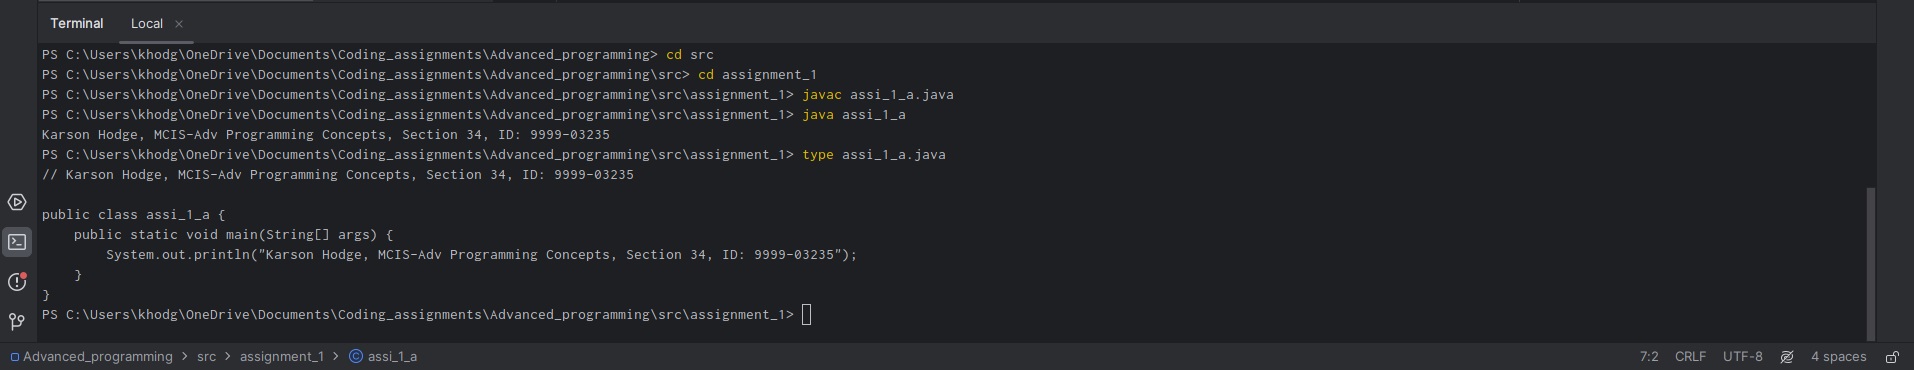 Terminal Local ×
PS C:\Users\khodg\OneDrive\Documents\Coding_assignments\Advanced_programming> cd src
PS C:\Users\khodg\OneDrive\Documents\Coding_assignments\Advanced_programming\src> cd assignment_1
PS C:\Users\khodg\OneDrive\Documents\Coding_assignments\Advanced_programming\src\assignment_1> javac assi_1_a.java
PS C:\Users\khodg\OneDrive\Documents\Coding_assignments\Advanced_programming\src\assignment_1> java assi_1_a
Karson Hodge, MCIS-Adv Programming Concepts, Section 34, ID: 9999-03235
PS C:\Users\khodg\OneDrive\Documents\Coding_assignments\Advanced_programming\src\assignment_1> type assi_1_a.java
// Karson Hodge, MCIS-Adv Programming Concepts, Section 34, ID: 9999-03235

public class assi_1_a {
    public static void main(String[] args) {
        System.out.println("Karson Hodge, MCIS-Adv Programming Concepts, Section 34, ID: 9999-03235");
    }
}
PS C:\Users\khodg\OneDrive\Documents\Coding_assignments\Advanced_programming\src\assignment_1>
Advanced_programming > src > assignment_1 > © assi_1_a 7:2 CRLF UTF-8 4 spaces